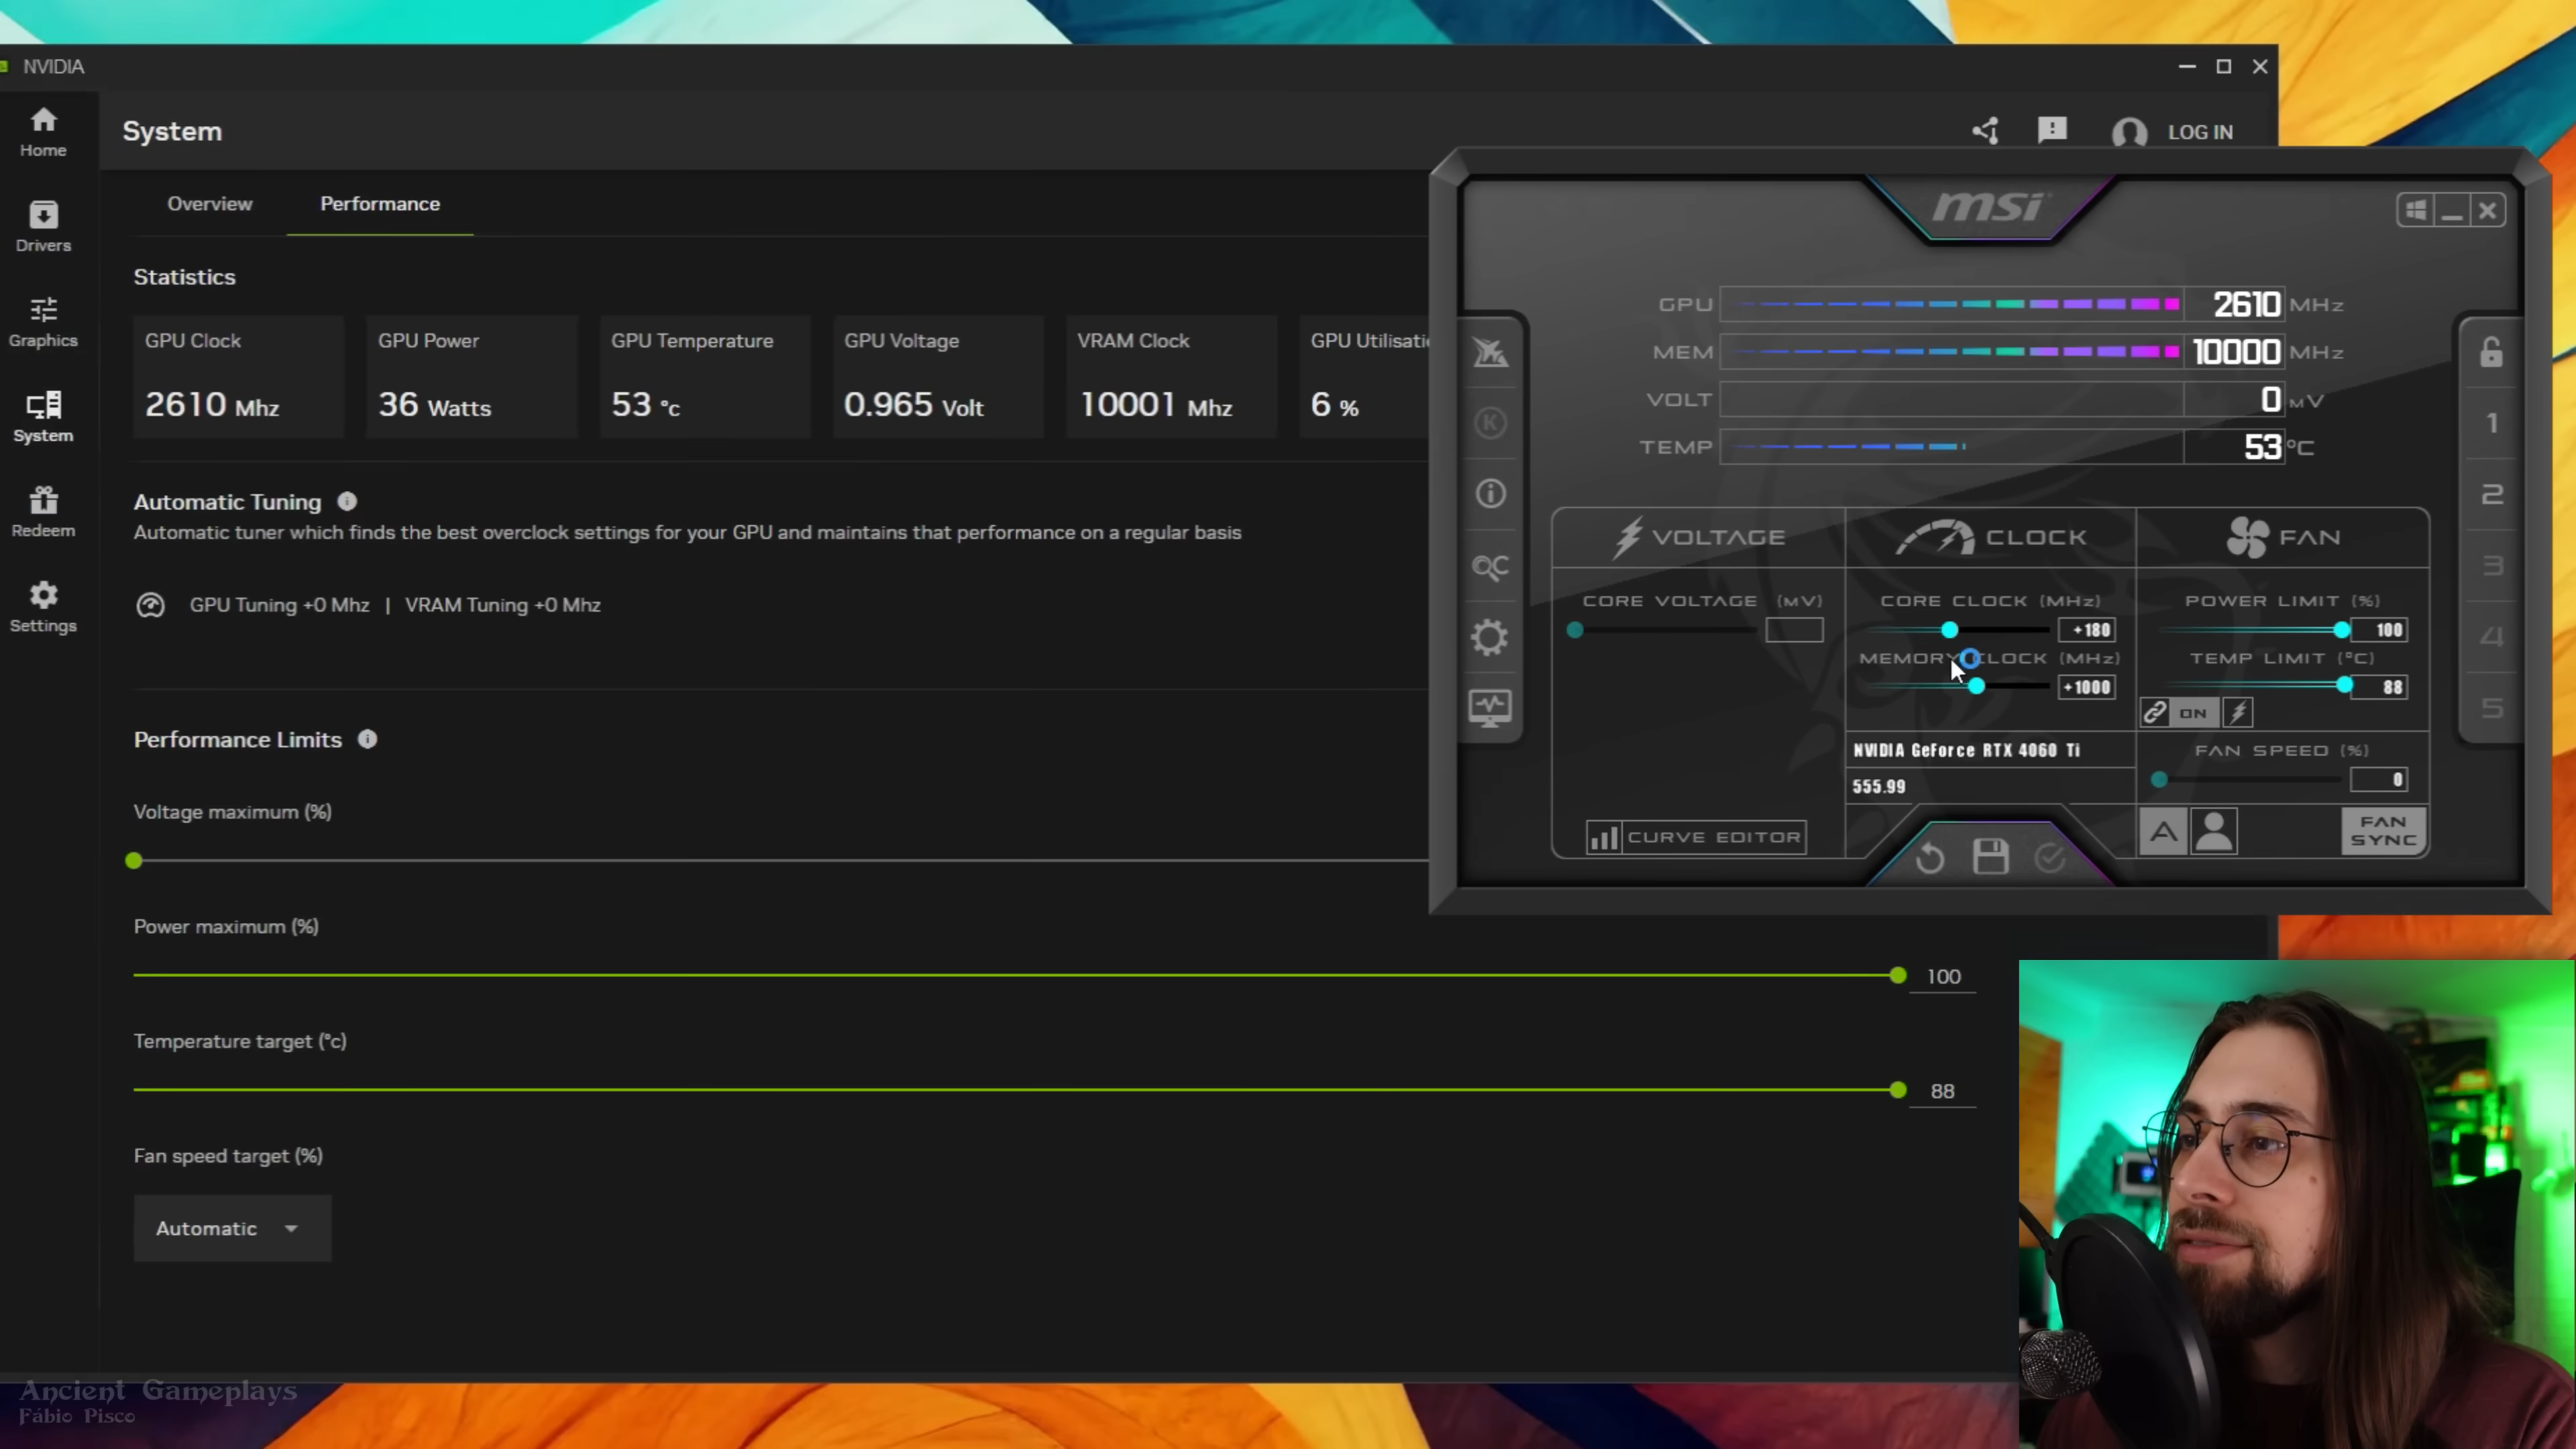 NVIDIA
Home
Drivers
Graphics
System
Redeem
Settings
System
LOG IN
Overview
Performance
Statistics
GPU Clock
2610 Mhz
GPU Power
36 Watts
GPU Temperature
53 °c
GPU Voltage
0.965 Volt
VRAM Clock
10001 Mhz
GPU Utilisati
6 %
Automatic Tuning
Automatic tuner which finds the best overclock settings for your GPU and maintains that performance on a regular basis
GPU Tuning +0 Mhz | VRAM Tuning +0 Mhz
Performance Limits
Voltage maximum (%)
Power maximum (%)
100
Temperature target (°c)
88
Fan speed target (%)
Automatic
msi
GPU 2610 MHz
MEM 10000 MHz
VOLT 0 mV
TEMP 53 °C
K
OC
1
2
3
4
5
VOLTAGE
CORE VOLTAGE (mV)
CURVE EDITOR
CLOCK
CORE CLOCK (MHz)
+180
MEMORY CLOCK (MHz)
+1000
NVIDIA GeForce RTX 4060 Ti
555.99
FAN
POWER LIMIT (%)
100
TEMP LIMIT (°C)
88
ON
FAN SPEED (%)
0
A
FAN SYNC
Ancient Gameplays
Fábio Pisco